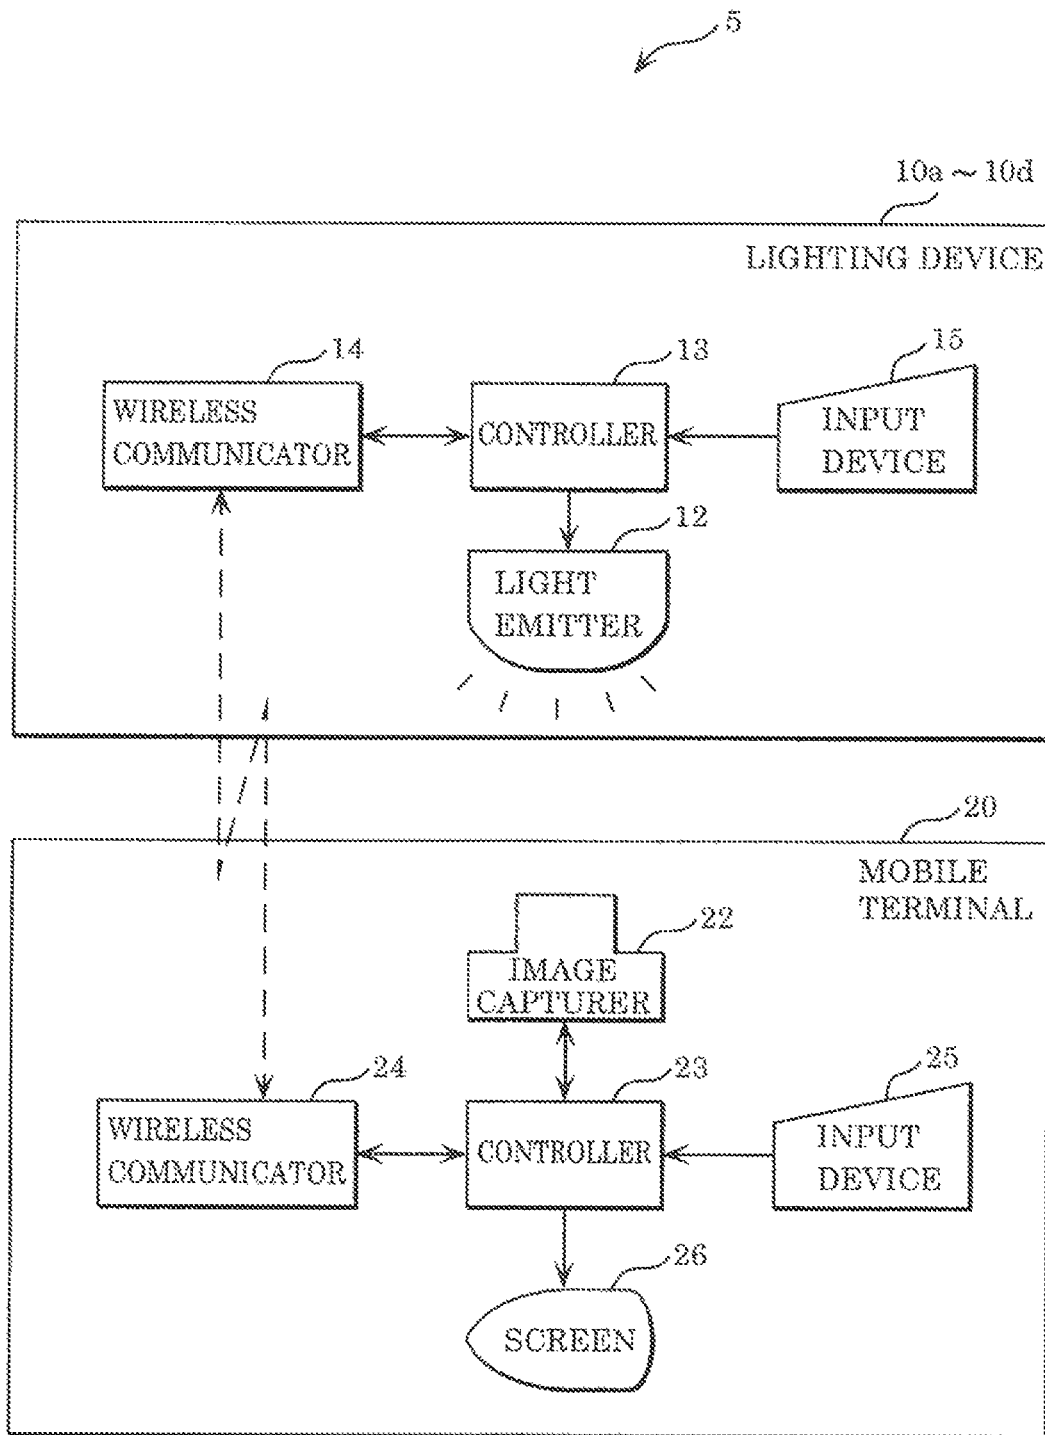 5
10a ~ 10d
LIGHTING DEVICE
14
13
15
WIRELESS
COMMUNICATOR
CONTROLLER
INPUT
DEVICE
12
LIGHT
EMITTER
20
MOBILE
TERMINAL
22
IMAGE
CAPTURER
24
23
25
WIRELESS
COMMUNICATOR
CONTROLLER
INPUT
DEVICE
26
SCREEN